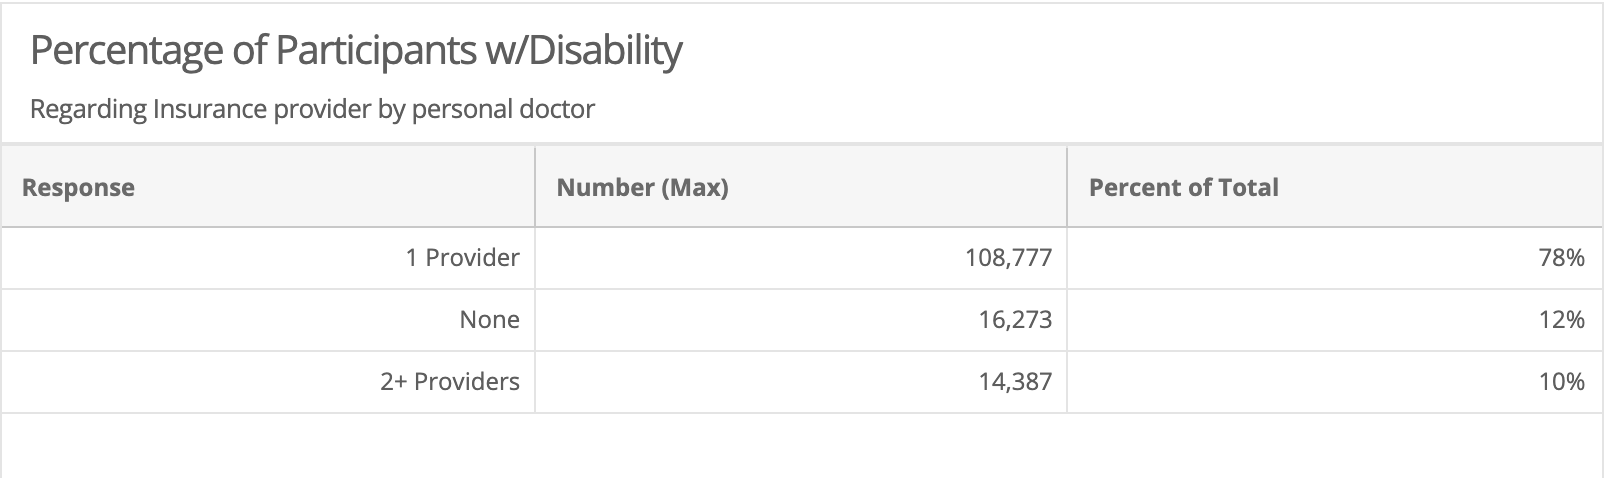 Percentage of Participants w/Disability
Regarding Insurance provider by personal doctor
Response Number (Max) Percent of Total
1 Provider 108,777 78%
None 16,273 12%
2+ Providers 14,387 10%